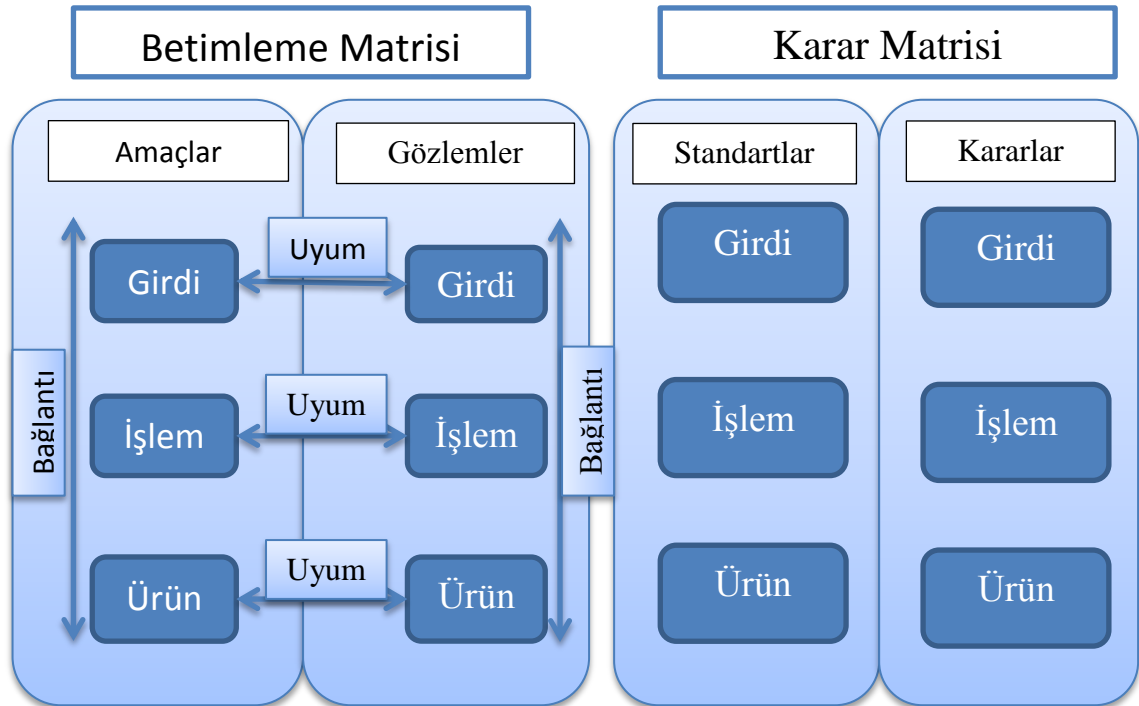 Betimleme Matrisi
Karar Matrisi
Amaçlar
Gözlemler
Standartlar
Kararlar
Uyum
Girdi
Girdi
Girdi
Girdi
Bağlantı
Uyum
İşlem
İşlem
Bağlantı
İşlem
İşlem
Uyum
Ürün
Ürün
Ürün
Ürün